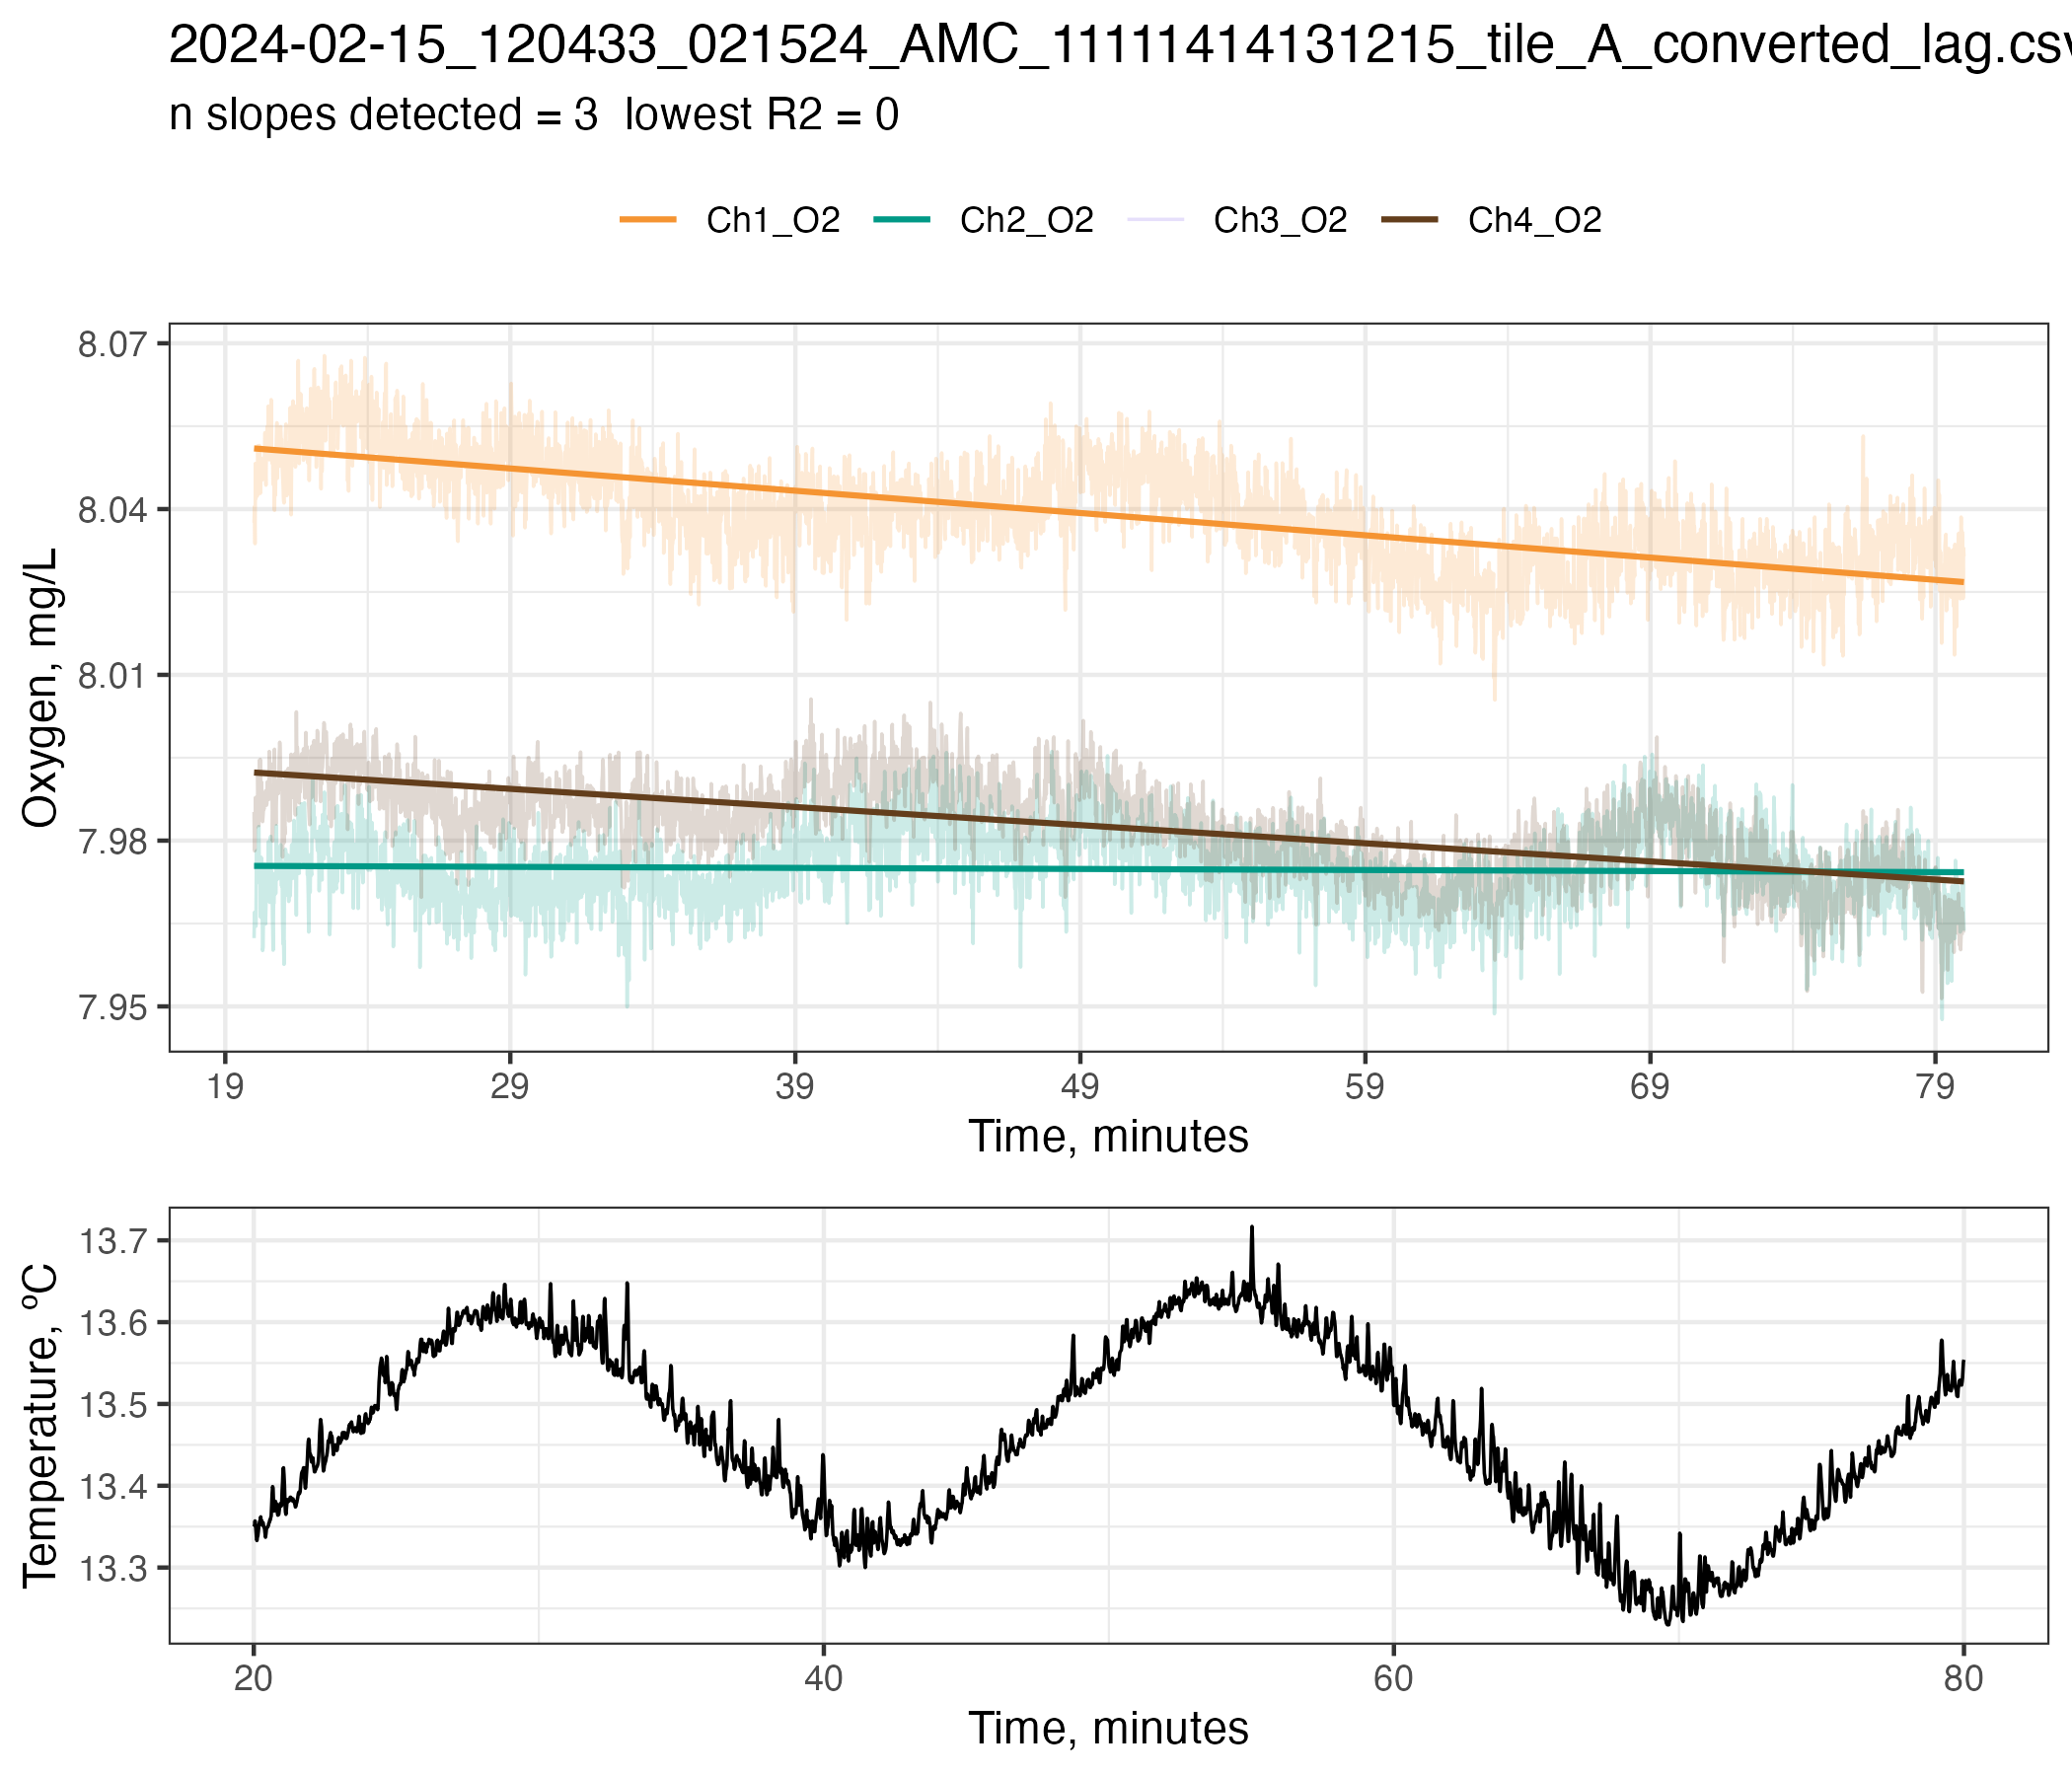 2024-02-15_120433_021524_AMC_11111414131215_tile_A_converted_lag.csv
n slopes detected = 3  lowest R2 = 0
Ch1_O2 Ch2_O2 Ch3_O2 Ch4_O2
Oxygen, mg/L
8.07
8.04
8.01
7.98
7.95
19 29 39 49 59 69 79
Time, minutes
Temperature, ºC
13.7
13.6
13.5
13.4
13.3
20 40 60 80
Time, minutes